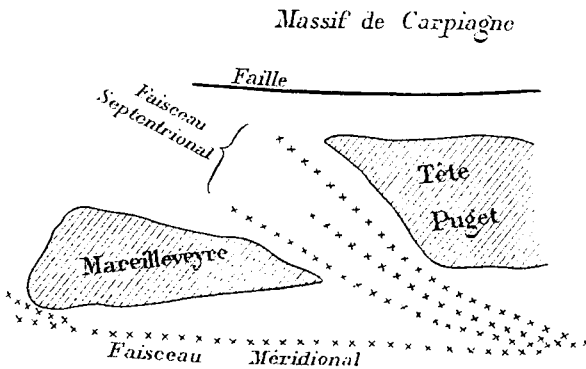 Massif de Carpiagne
Faille
Faisceau
Septentrional
Tête
Puget
Mareilleveyre
Faisceau Méridional